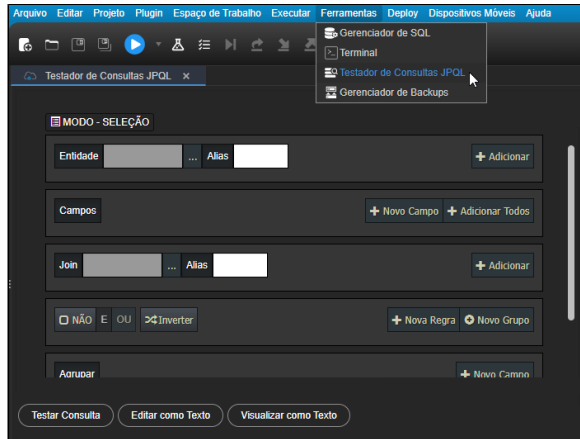 Arquivo Editar Projeto Plugin Espaço de Trabalho Executar Ferramentas Deploy Dispositivos Móveis Ajuda
Gerenciador de SQL
Terminal
Testador de Consultas JPQL
Gerenciador de Backups
Testador de Consultas JPQL ×
MODO - SELEÇÃO
Entidade ... Alias + Adicionar
Campos + Novo Campo + Adicionar Todos
Join ... Alias + Adicionar
NÃO E OU Inverter + Nova Regra Novo Grupo
Agrupar + Novo Campo
Testar Consulta Editar como Texto Visualizar como Texto